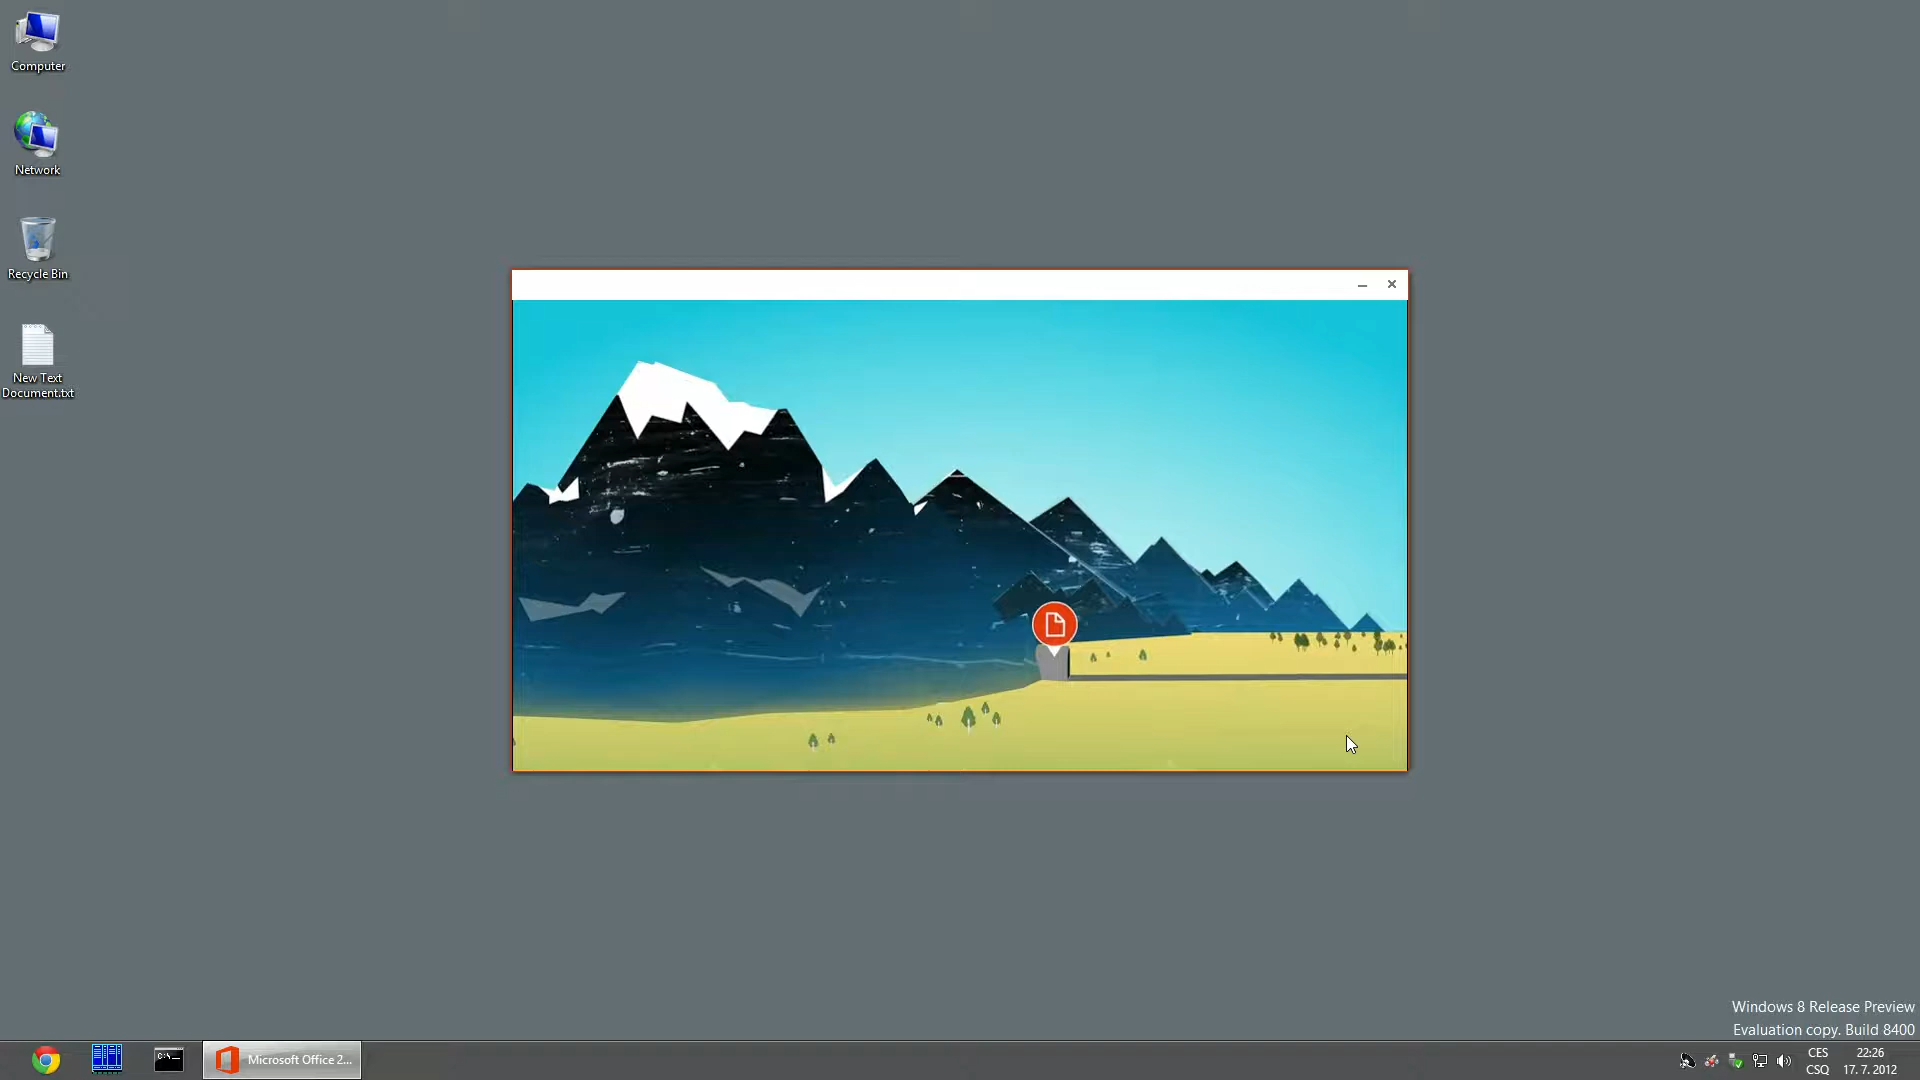 Computer
Network
Recycle Bin
New Text
Document.txt
Windows 8 Release Preview
Evaluation copy. Build 8400
C:\_
Microsoft Office 2...
CES
CSQ
22:26
17. 7. 2012